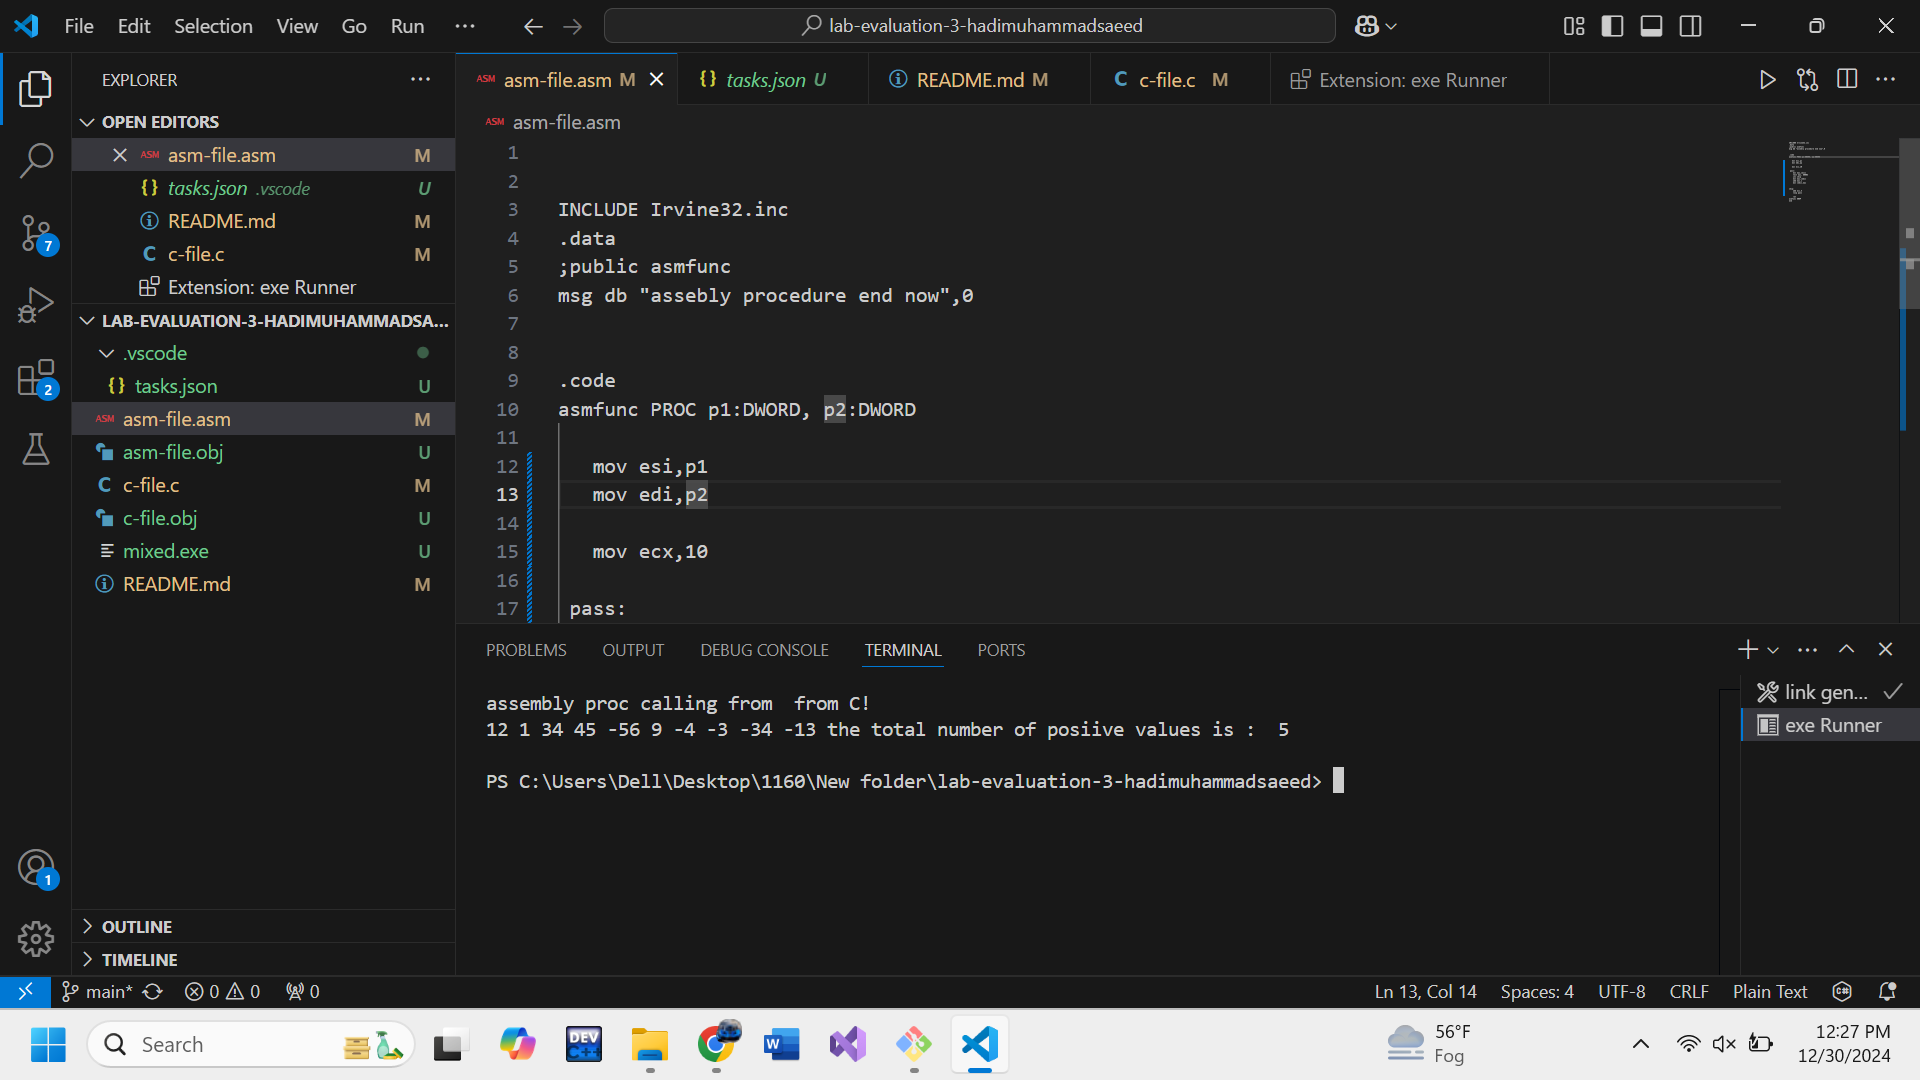 File Edit Selection View Go Run ··· lab-evaluation-3-hadimuhammadsaeed
EXPLORER
OPEN EDITORS
ASM asm-file.asm M
{} tasks.json .vscode U
README.md M
C c-file.c M
Extension: exe Runner
LAB-EVALUATION-3-HADIMUHAMMADSA...
.vscode
{} tasks.json U
ASM asm-file.asm M
asm-file.obj U
C c-file.c M
c-file.obj U
mixed.exe U
README.md M
OUTLINE
TIMELINE
7
2
1
ASM asm-file.asm M {} tasks.json U README.md M C c-file.c M Extension: exe Runner
ASM asm-file.asm
1
2
3 INCLUDE Irvine32.inc
4 .data
5 ;public asmfunc
6 msg db "assebly procedure end now",0
7
8
9 .code
10 asmfunc PROC p1:DWORD, p2:DWORD
11
12 mov esi,p1
13 mov edi,p2
14
15 mov ecx,10
16
17 pass:
PROBLEMS OUTPUT DEBUG CONSOLE TERMINAL PORTS
assembly proc calling from  from C!
12 1 34 45 -56 9 -4 -3 -34 -13 the total number of posiive values is :  5
PS C:\Users\Dell\Desktop\1160\New folder\lab-evaluation-3-hadimuhammadsaeed>
link gen...
exe Runner
main* 0 0 0 Ln 13, Col 14 Spaces: 4 UTF-8 CRLF Plain Text
Search
DEV C++
W
56°F
Fog
12:27 PM
12/30/2024